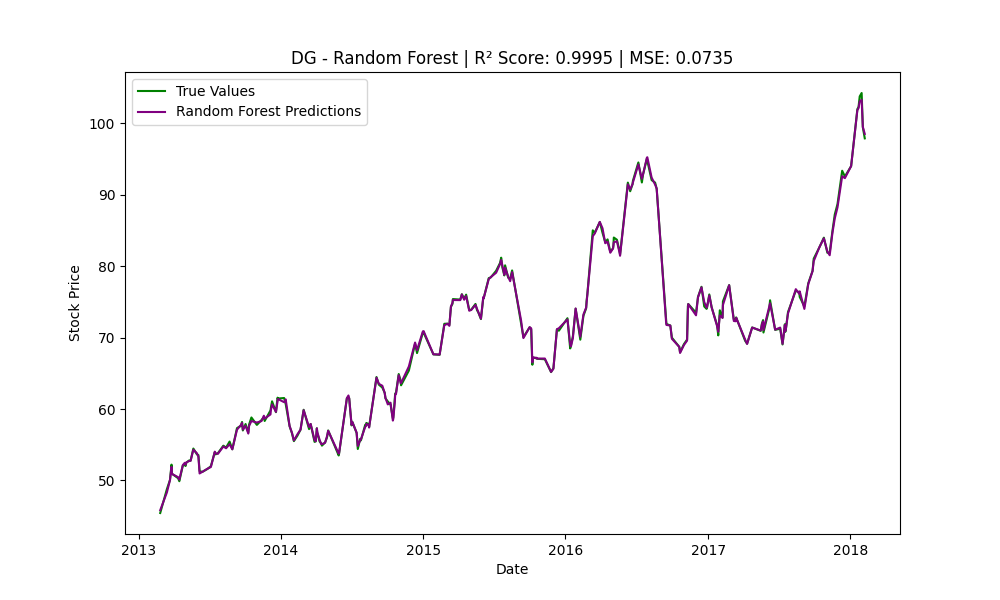 DG - Random Forest | R² Score: 0.9995 | MSE: 0.0735
True Values
Random Forest Predictions
100
90
80
70
60
50
Stock Price
2013 2014 2015 2016 2017 2018
Date